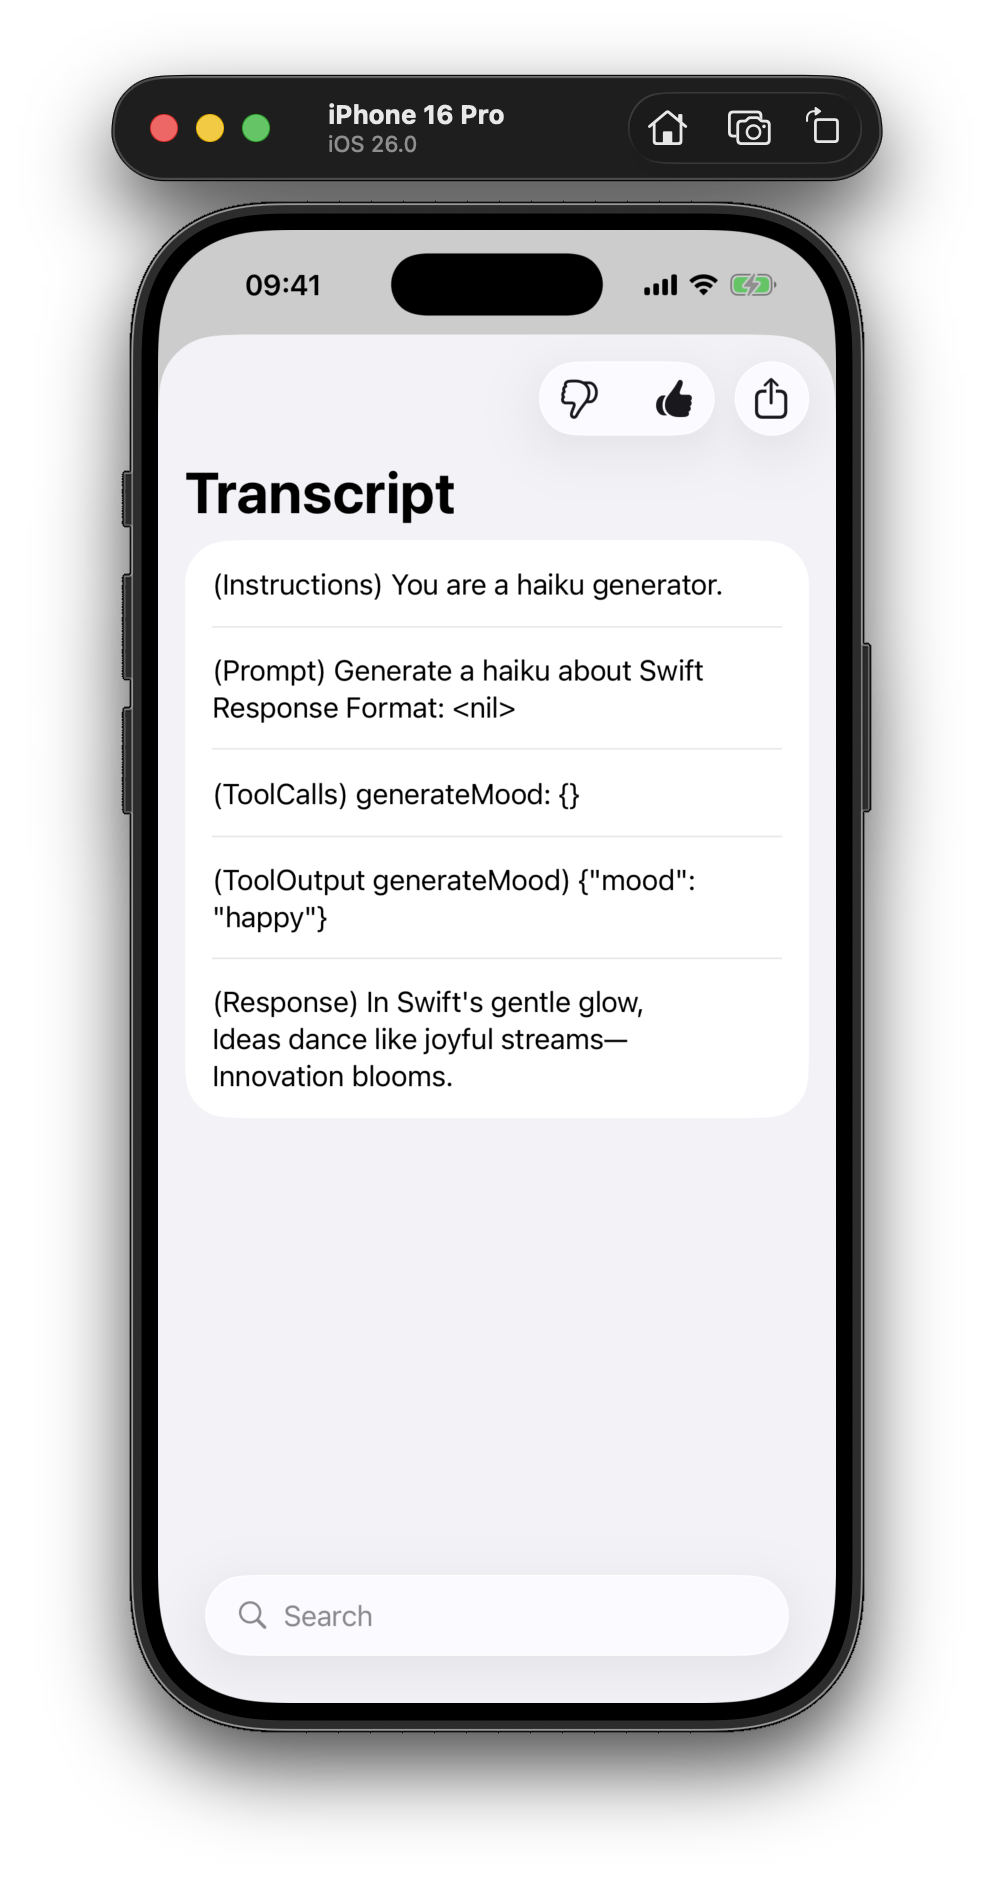 iPhone 16 Pro
iOS 26.0
09:41
Transcript
(Instructions) You are a haiku generator.
(Prompt) Generate a haiku about Swift
Response Format: <nil>
(ToolCalls) generateMood: {}
(ToolOutput generateMood) {"mood":
"happy"}
(Response) In Swift's gentle glow,
Ideas dance like joyful streams—
Innovation blooms.
Search